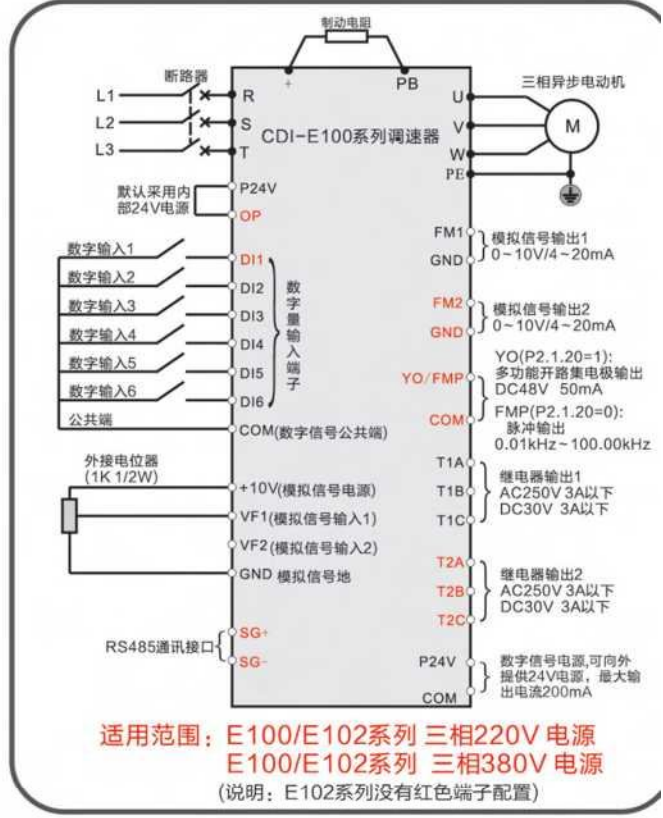 制动电阻
+
PB
断路器
L1
R
L2
S
L3
T
CDI-E100系列调速器
三相异步电动机
U
V
W
PE
M
默认采用内
部24V电源
P24V
OP
数字输入1
DI1
数字输入2
DI2
数字输入3
DI3
数字输入4
DI4
数字输入5
DI5
数字输入6
DI6
数字量输入端子
公共端
COM(数字信号公共端)
外接电位器
(1K 1/2W)
+10V(模拟信号电源)
VF1(模拟信号输入1)
VF2(模拟信号输入2)
GND 模拟信号地
RS485通讯接口
SG+
SG-
FM1
GND
模拟信号输出1
0~10V/4~20mA
FM2
GND
模拟信号输出2
0~10V/4~20mA
YO/FMP
COM
YO(P2.1.20=1):
多功能开路集电极输出
DC48V 50mA
FMP(P2.1.20=0):
脉冲输出
0.01kHz~100.00kHz
T1A
T1B
T1C
继电器输出1
AC250V 3A以下
DC30V 3A以下
T2A
T2B
T2C
继电器输出2
AC250V 3A以下
DC30V 3A以下
P24V
COM
数字信号电源,可向外
提供24V电源，最大输
出电流200mA
适用范围：E100/E102系列 三相220V 电源
E100/E102系列 三相380V 电源
(说明：E102系列没有红色端子配置)